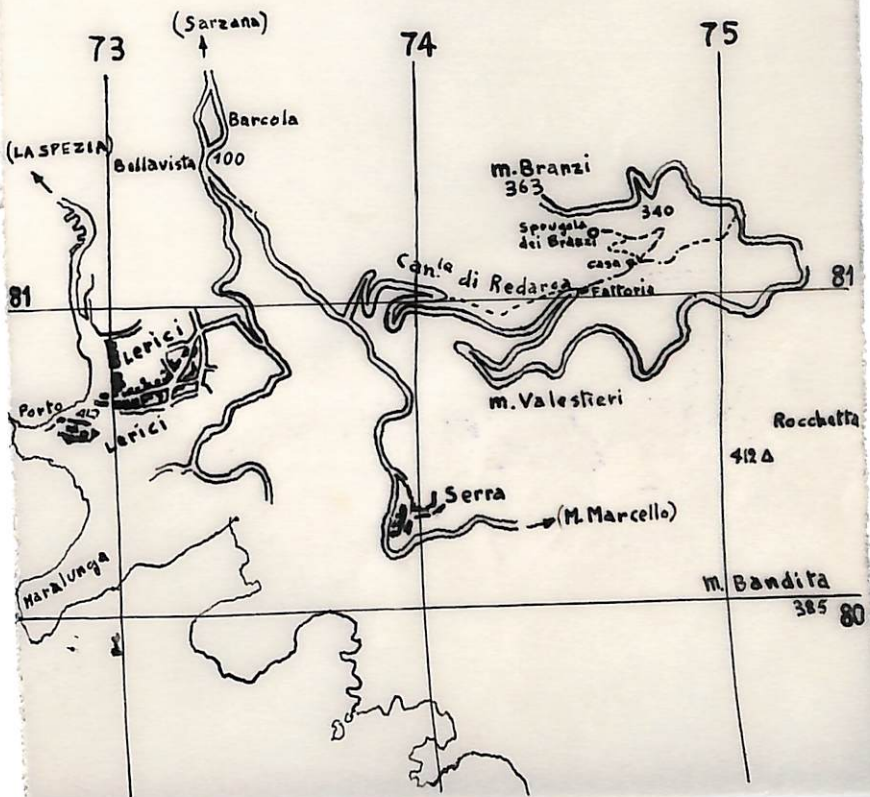 (Sarzana)
73
74
75
Barcola
(LA SPEZIA)
Bellavista 100
m. Branzi
363
340
Sprugola
dei Branzi
casa
Can.la di Redarca
Fattoria
81
81
Lerici
Porto
Lerici
m. Valestieri
Rocchetta
412
Serra
(M. Marcello)
Maralunga
m. Bandita
385
80